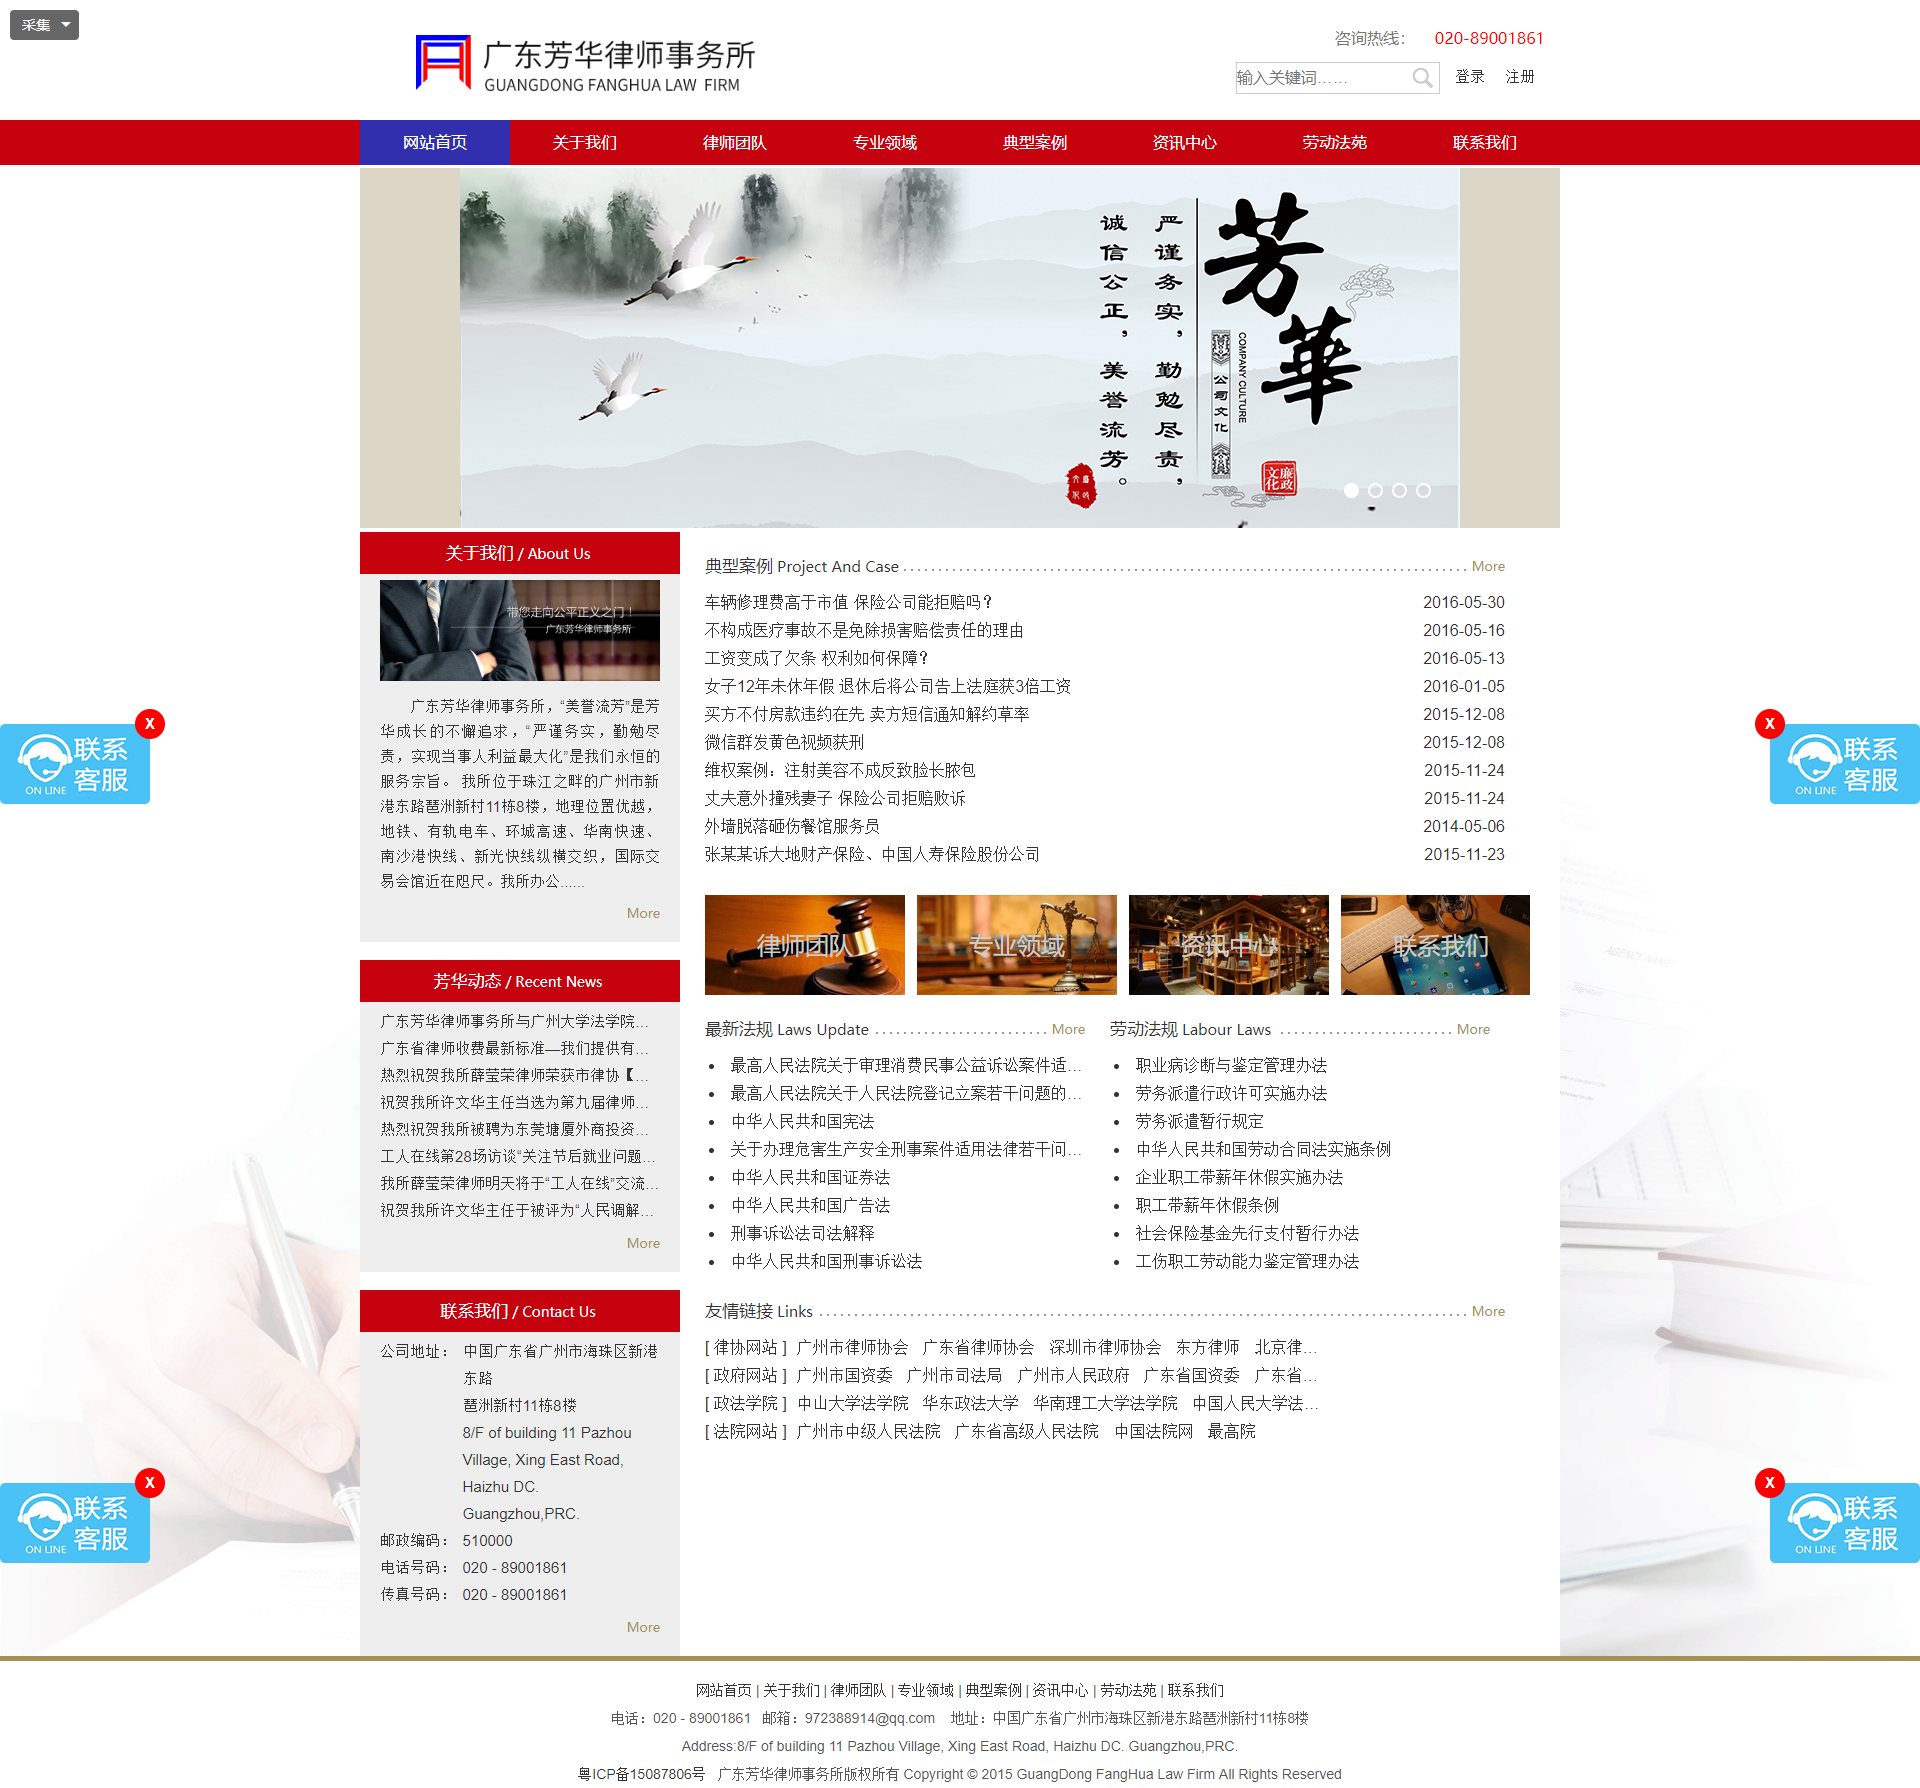 采集
广东芳华律师事务所
GUANGDONG FANGHUA LAW FIRM
咨询热线： 020-89001861
输入关键词…… 登录 注册
网站首页 关于我们 律师团队 专业领域 典型案例 资讯中心 劳动法苑 联系我们
芳華
COMPANY CULTURE
公司文化
严谨务实，勤勉尽责，
诚信公正，美誉流芳。
廉政文化
关于我们 / About Us
带您走向公平正义之门！
广东芳华律师事务所
广东芳华律师事务所，“美誉流芳”是芳
华成长的不懈追求，“严谨务实，勤勉尽
责，实现当事人利益最大化”是我们永恒的
服务宗旨。 我所位于珠江之畔的广州市新
港东路琶洲新村11栋8楼，地理位置优越，
地铁、有轨电车、环城高速、华南快速、
南沙港快线、新光快线纵横交织，国际交
易会馆近在咫尺。我所办公......
More
芳华动态 / Recent News
广东芳华律师事务所与广州大学法学院...
广东省律师收费最新标准—我们提供有...
热烈祝贺我所薛莹荣律师荣获市律协【...
祝贺我所许文华主任当选为第九届律师...
热烈祝贺我所被聘为东莞塘厦外商投资...
工人在线第28场访谈“关注节后就业问题...
我所薛莹荣律师明天将于“工人在线”交流...
祝贺我所许文华主任于被评为“人民调解...
More
联系我们 / Contact Us
公司地址： 中国广东省广州市海珠区新港
东路
琶洲新村11栋8楼
8/F of building 11 Pazhou
Village, Xing East Road,
Haizhu DC.
Guangzhou,PRC.
邮政编码： 510000
电话号码： 020 - 89001861
传真号码： 020 - 89001861
More
典型案例 Project And Case More
车辆修理费高于市值 保险公司能拒赔吗？ 2016-05-30
不构成医疗事故不是免除损害赔偿责任的理由 2016-05-16
工资变成了欠条 权利如何保障？ 2016-05-13
女子12年未休年假 退休后将公司告上法庭获3倍工资 2016-01-05
买方不付房款违约在先 卖方短信通知解约草率 2015-12-08
微信群发黄色视频获刑 2015-12-08
维权案例：注射美容不成反致脸长脓包 2015-11-24
丈夫意外撞残妻子 保险公司拒赔败诉 2015-11-24
外墙脱落砸伤餐馆服务员 2014-05-06
张某某诉大地财产保险、中国人寿保险股份公司 2015-11-23
律师团队 专业领域 资讯中心 联系我们
最新法规 Laws Update More
最高人民法院关于审理消费民事公益诉讼案件适...
最高人民法院关于人民法院登记立案若干问题的...
中华人民共和国宪法
关于办理危害生产安全刑事案件适用法律若干问...
中华人民共和国证券法
中华人民共和国广告法
刑事诉讼法司法解释
中华人民共和国刑事诉讼法
劳动法规 Labour Laws More
职业病诊断与鉴定管理办法
劳务派遣行政许可实施办法
劳务派遣暂行规定
中华人民共和国劳动合同法实施条例
企业职工带薪年休假实施办法
职工带薪年休假条例
社会保险基金先行支付暂行办法
工伤职工劳动能力鉴定管理办法
友情链接 Links More
[ 律协网站 ] 广州市律师协会 广东省律师协会 深圳市律师协会 东方律师 北京律...
[ 政府网站 ] 广州市国资委 广州市司法局 广州市人民政府 广东省国资委 广东省...
[ 政法学院 ] 中山大学法学院 华东政法大学 华南理工大学法学院 中国人民大学法...
[ 法院网站 ] 广州市中级人民法院 广东省高级人民法院 中国法院网 最高院
X
联系
客服
ON LINE
X
联系
客服
ON LINE
X
联系
客服
ON LINE
X
联系
客服
ON LINE
网站首页 | 关于我们 | 律师团队 | 专业领域 | 典型案例 | 资讯中心 | 劳动法苑 | 联系我们
电话：020 - 89001861 邮箱：972388914@qq.com 地址：中国广东省广州市海珠区新港东路琶洲新村11栋8楼
Address:8/F of building 11 Pazhou Village, Xing East Road, Haizhu DC. Guangzhou,PRC.
粤ICP备15087806号 广东芳华律师事务所版权所有 Copyright © 2015 GuangDong FangHua Law Firm All Rights Reserved